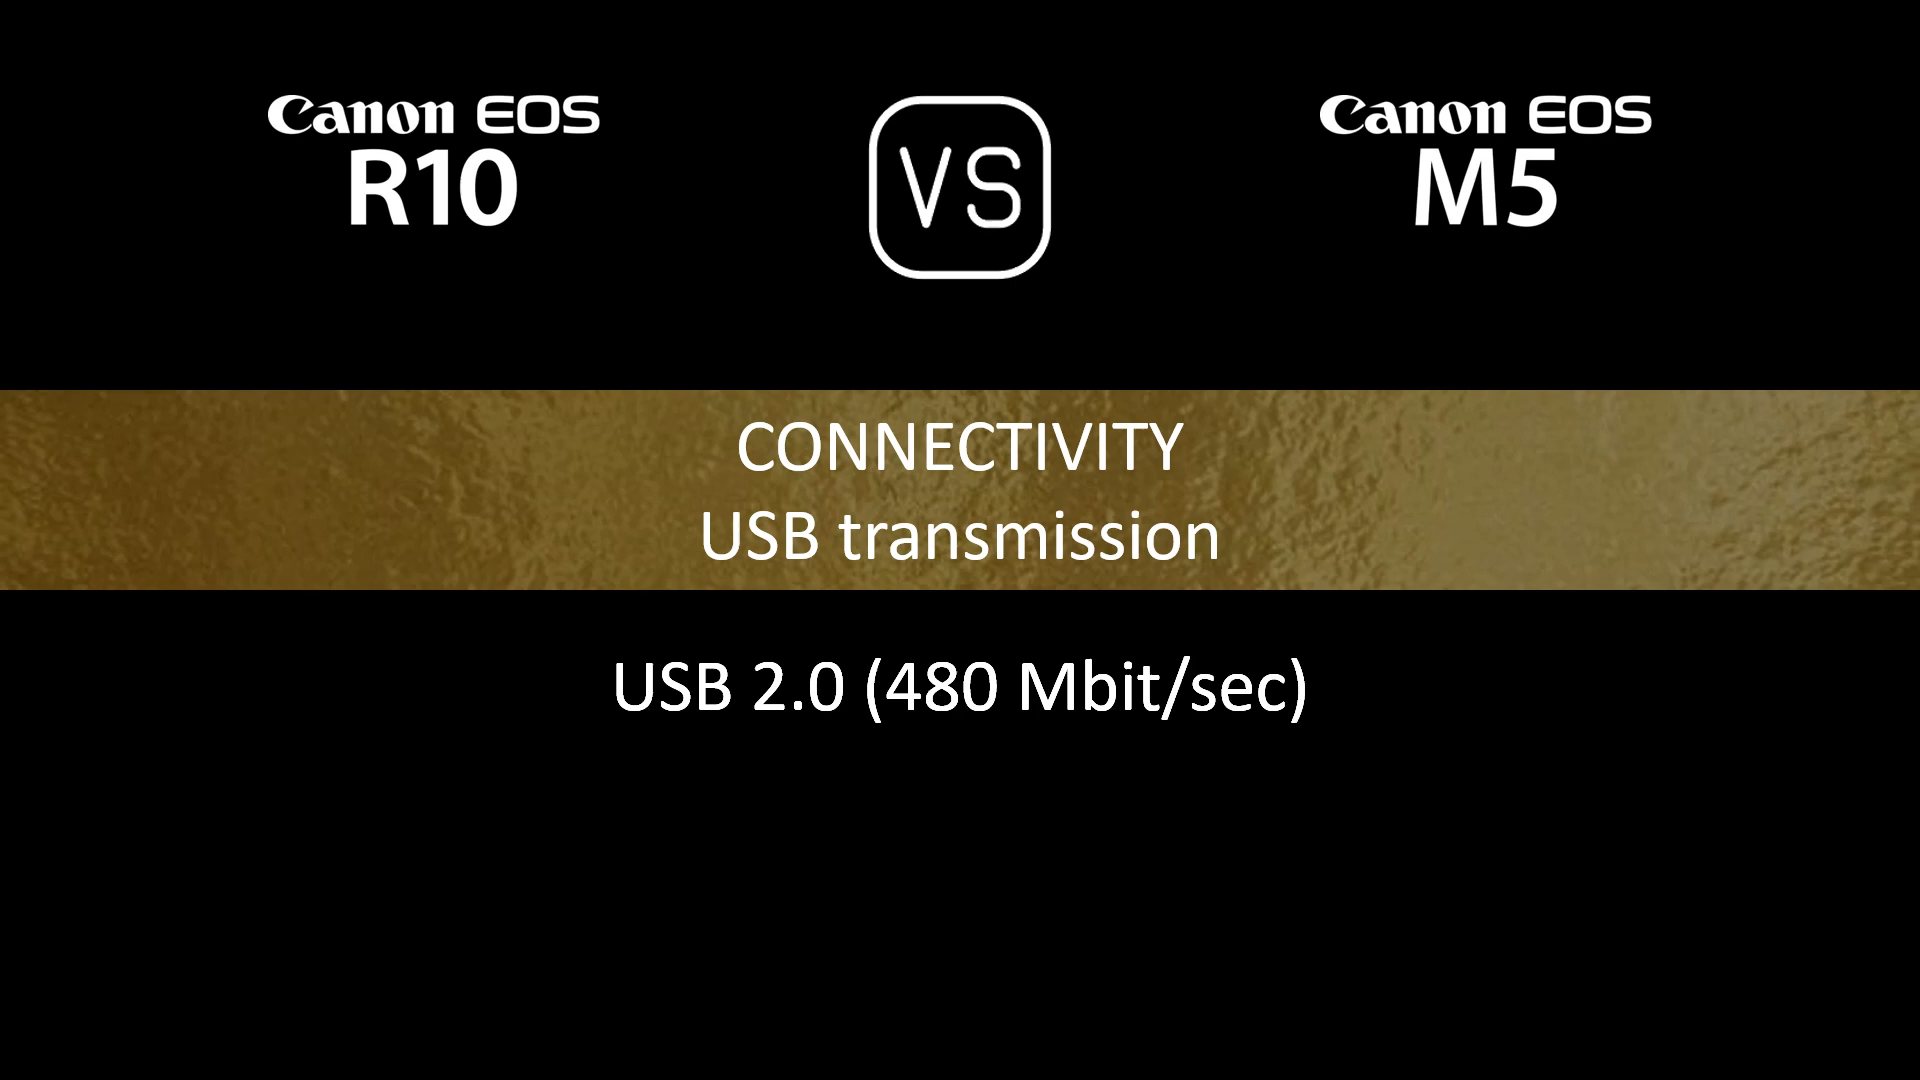 Canon EOS
R10
VS
Canon EOS
M5
CONNECTIVITY
USB transmission
USB 2.0 (480 Mbit/sec)